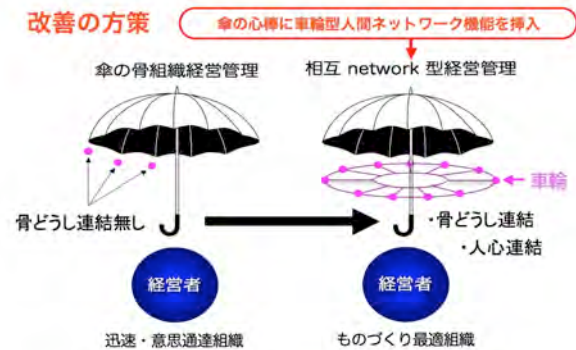 改善の方策
傘の心棒に車輪型人間ネットワーク機能を挿入
傘の骨組織経営管理
相互 network 型経営管理
車輪
骨どうし連結無し
・骨どうし連結
・人心連結
経営者
経営者
迅速・意思通達組織
ものづくり最適組織